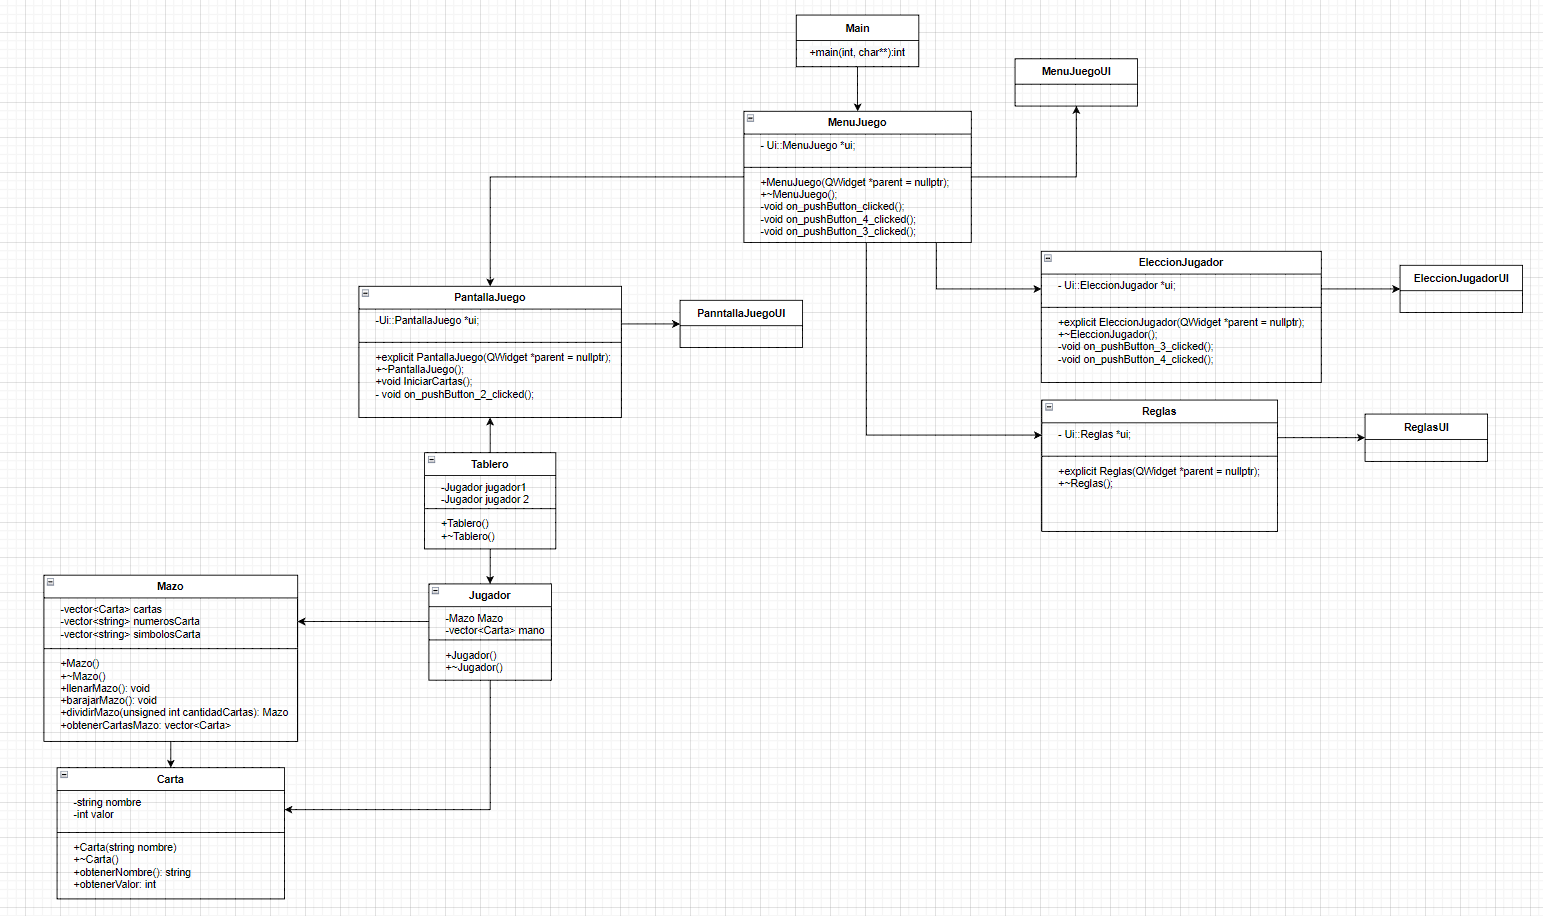 Main
+main(int, char**):int
MenuJuegoUI
MenuJuego
- Ui::MenuJuego *ui;
+MenuJuego(QWidget *parent = nullptr);
+~MenuJuego();
-void on_pushButton_clicked();
-void on_pushButton_4_clicked();
-void on_pushButton_3_clicked();
EleccionJugador
- Ui::EleccionJugador *ui;
+explicit EleccionJugador(QWidget *parent = nullptr);
+~EleccionJugador();
-void on_pushButton_3_clicked();
-void on_pushButton_4_clicked();
EleccionJugadorUI
PantallaJuego
-Ui::PantallaJuego *ui;
+explicit PantallaJuego(QWidget *parent = nullptr);
+~PantallaJuego();
+void IniciarCartas();
- void on_pushButton_2_clicked();
PanntallaJuegoUI
Reglas
- Ui::Reglas *ui;
+explicit Reglas(QWidget *parent = nullptr);
+~Reglas();
ReglasUI
Tablero
-Jugador jugador1
-Jugador jugador 2
+Tablero()
+~Tablero()
Mazo
-vector<Carta> cartas
-vector<string> numerosCarta
-vector<string> simbolosCarta
+Mazo()
+~Mazo()
+llenarMazo(): void
+barajarMazo(): void
+dividirMazo(unsigned int cantidadCartas): Mazo
+obtenerCartasMazo: vector<Carta>
Jugador
-Mazo Mazo
-vector<Carta> mano
+Jugador()
+~Jugador()
Carta
-string nombre
-int valor
+Carta(string nombre)
+~Carta()
+obtenerNombre(): string
+obtenerValor: int